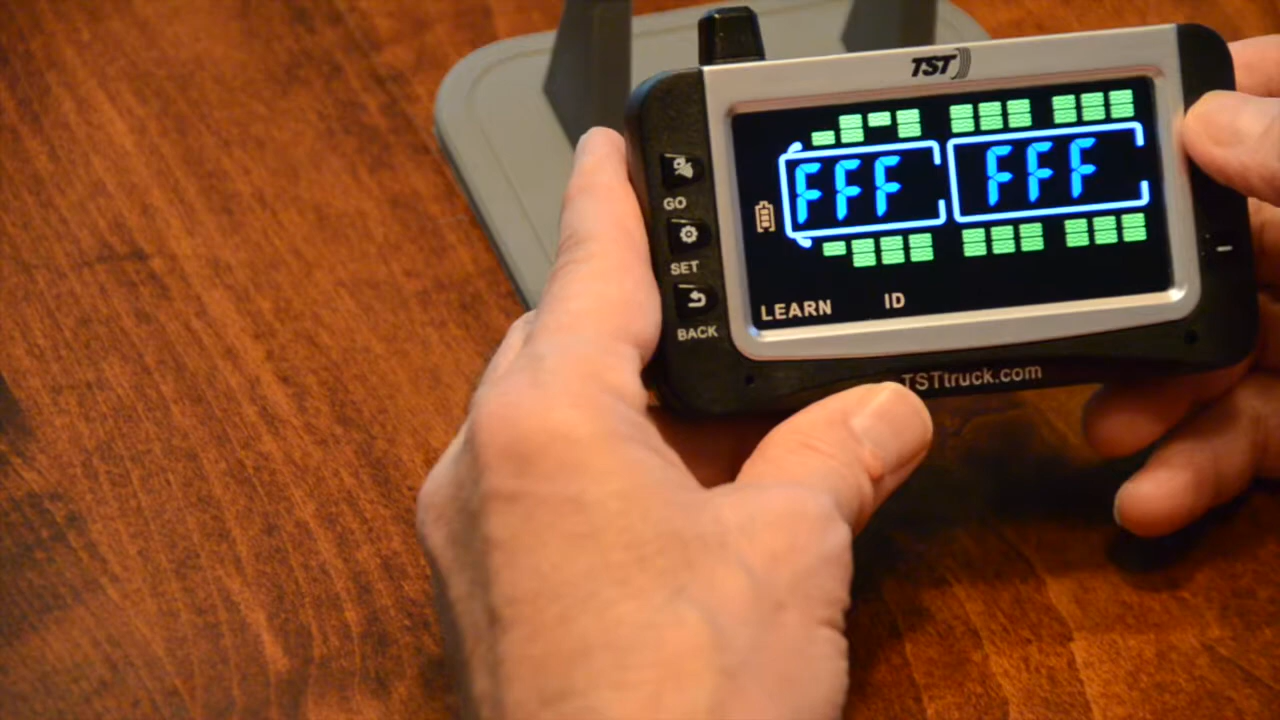 TST
GO
FFF FFF
SET
LEARN ID
BACK
TSTtruck.com